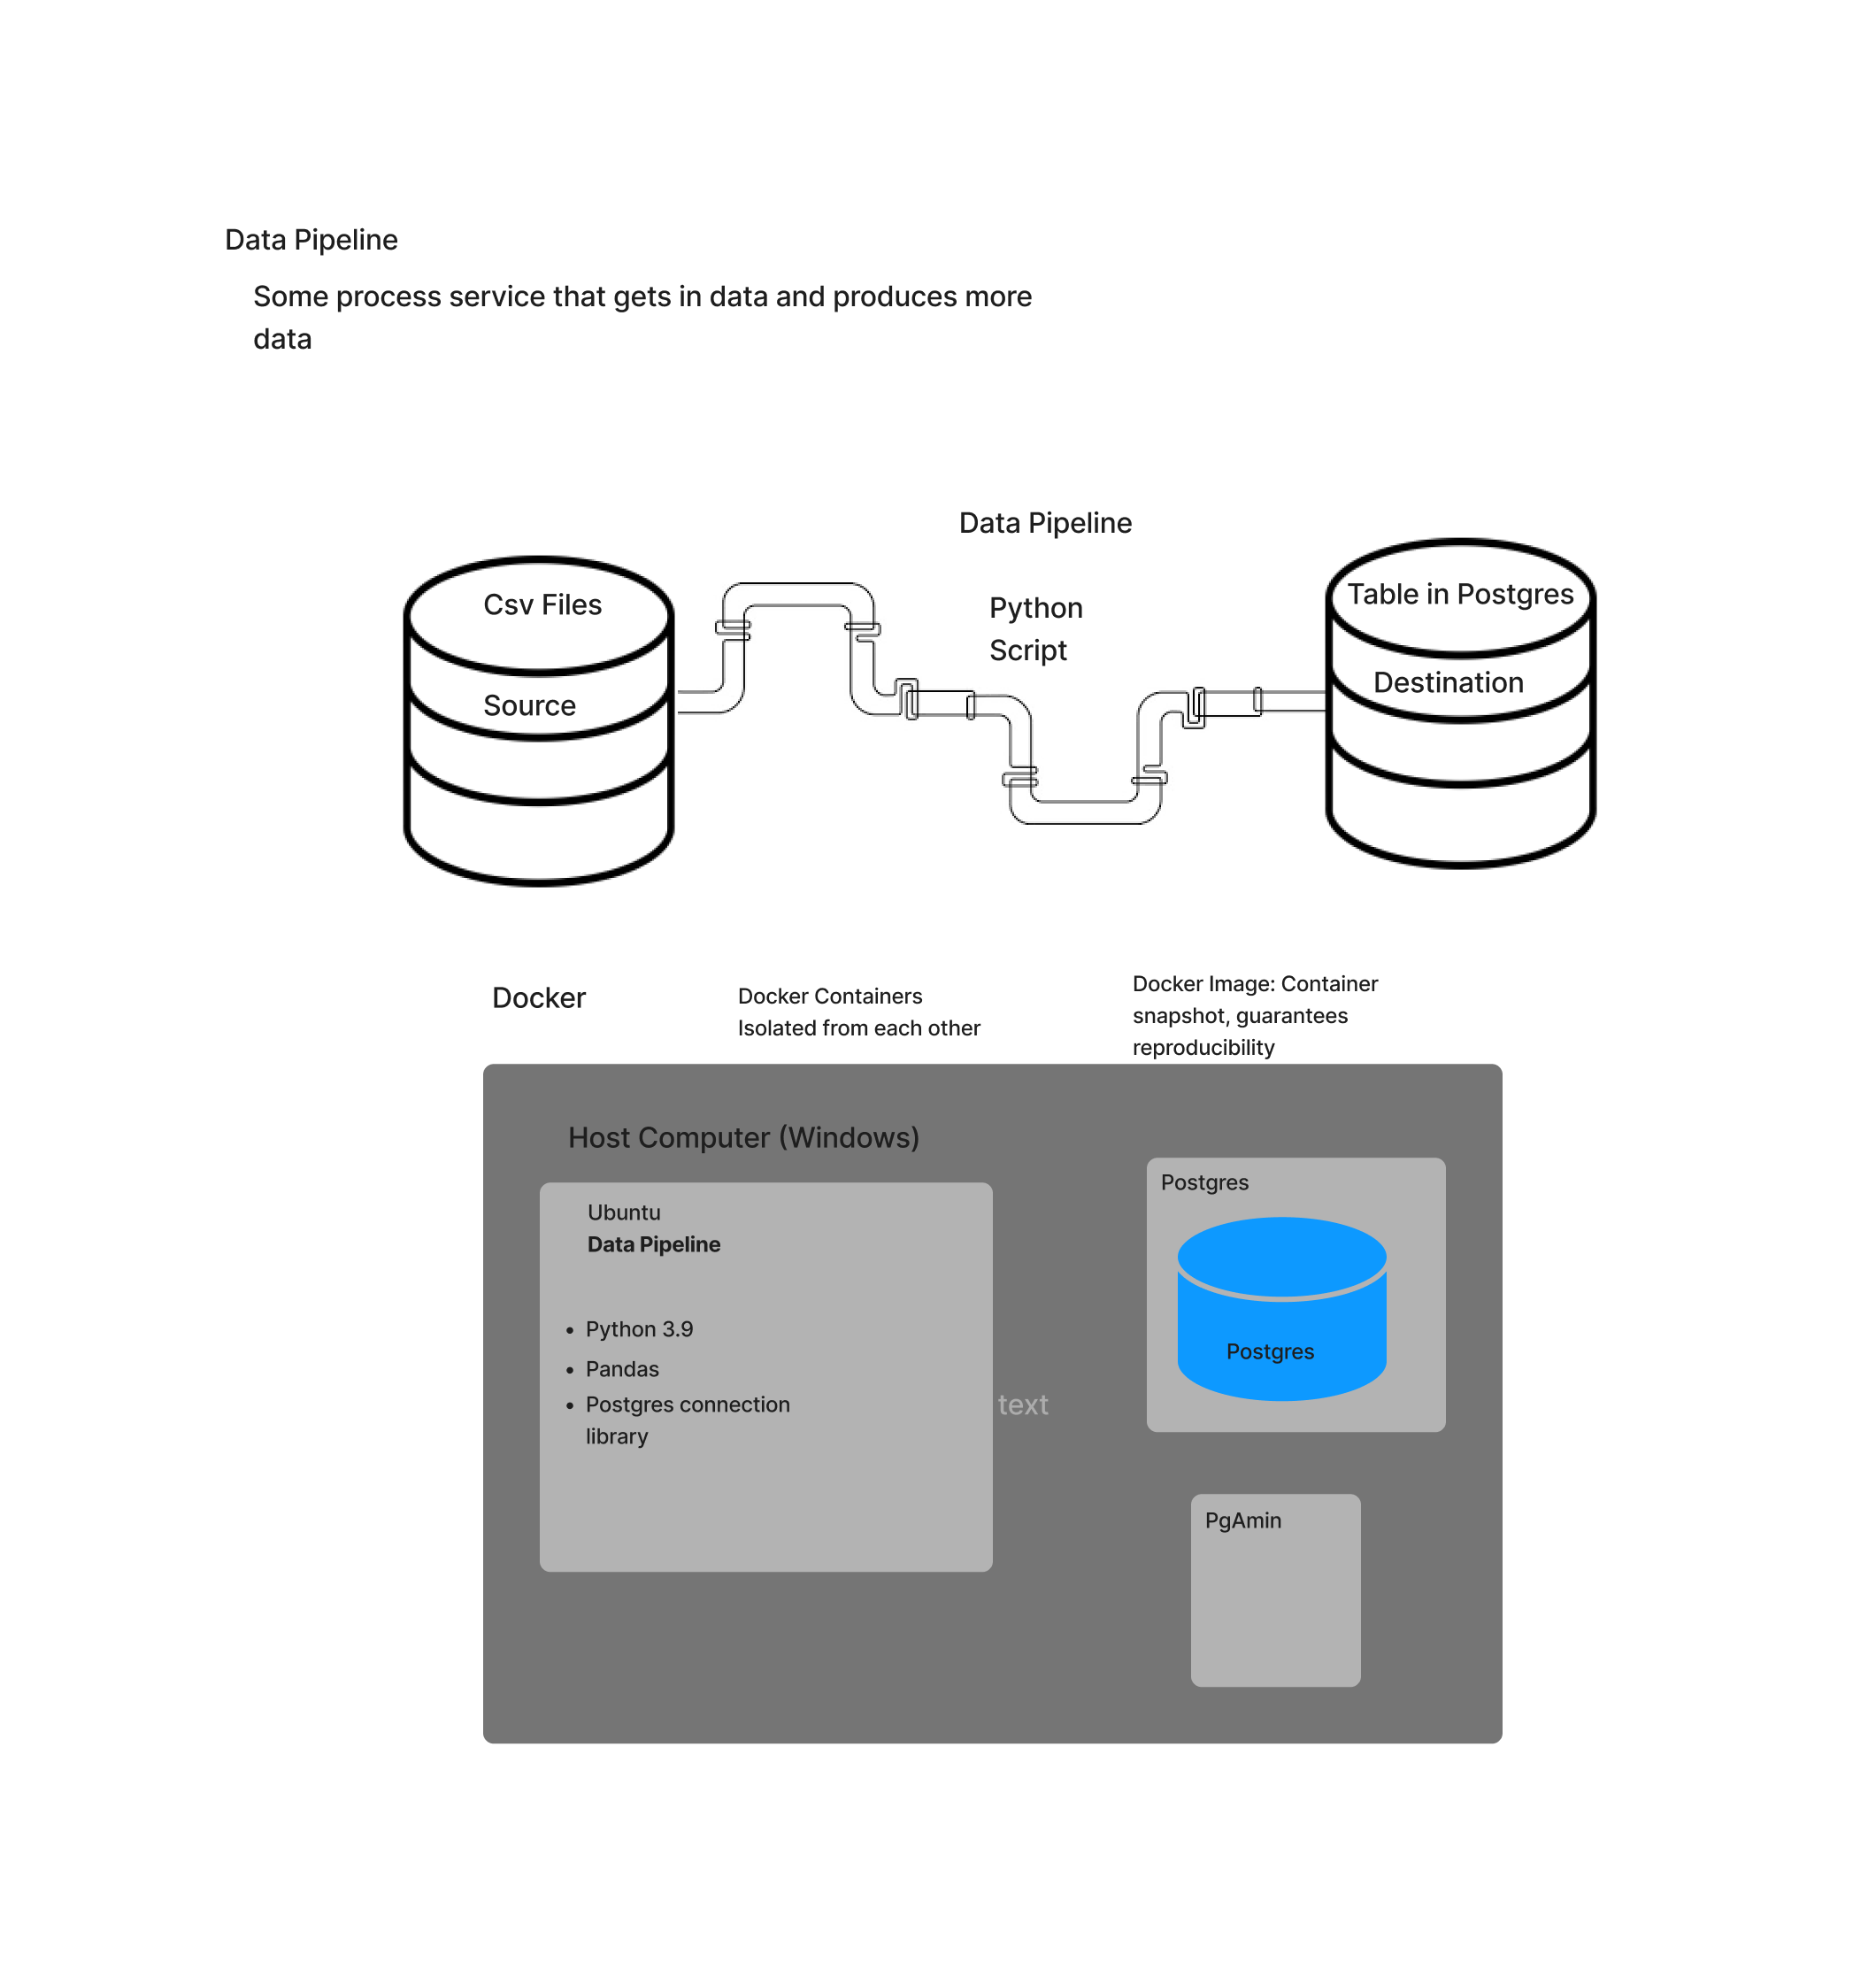 Data Pipeline
Some process service that gets in data and produces more
data
Data Pipeline
Csv Files
Source
Python
Script
Table in Postgres
Destination
Docker
Docker Containers
Isolated from each other
Docker Image: Container
snapshot, guarantees
reproducibility
Host Computer (Windows)
Ubuntu
Data Pipeline
• Python 3.9
• Pandas
• Postgres connection
library
text
Postgres
Postgres
PgAmin